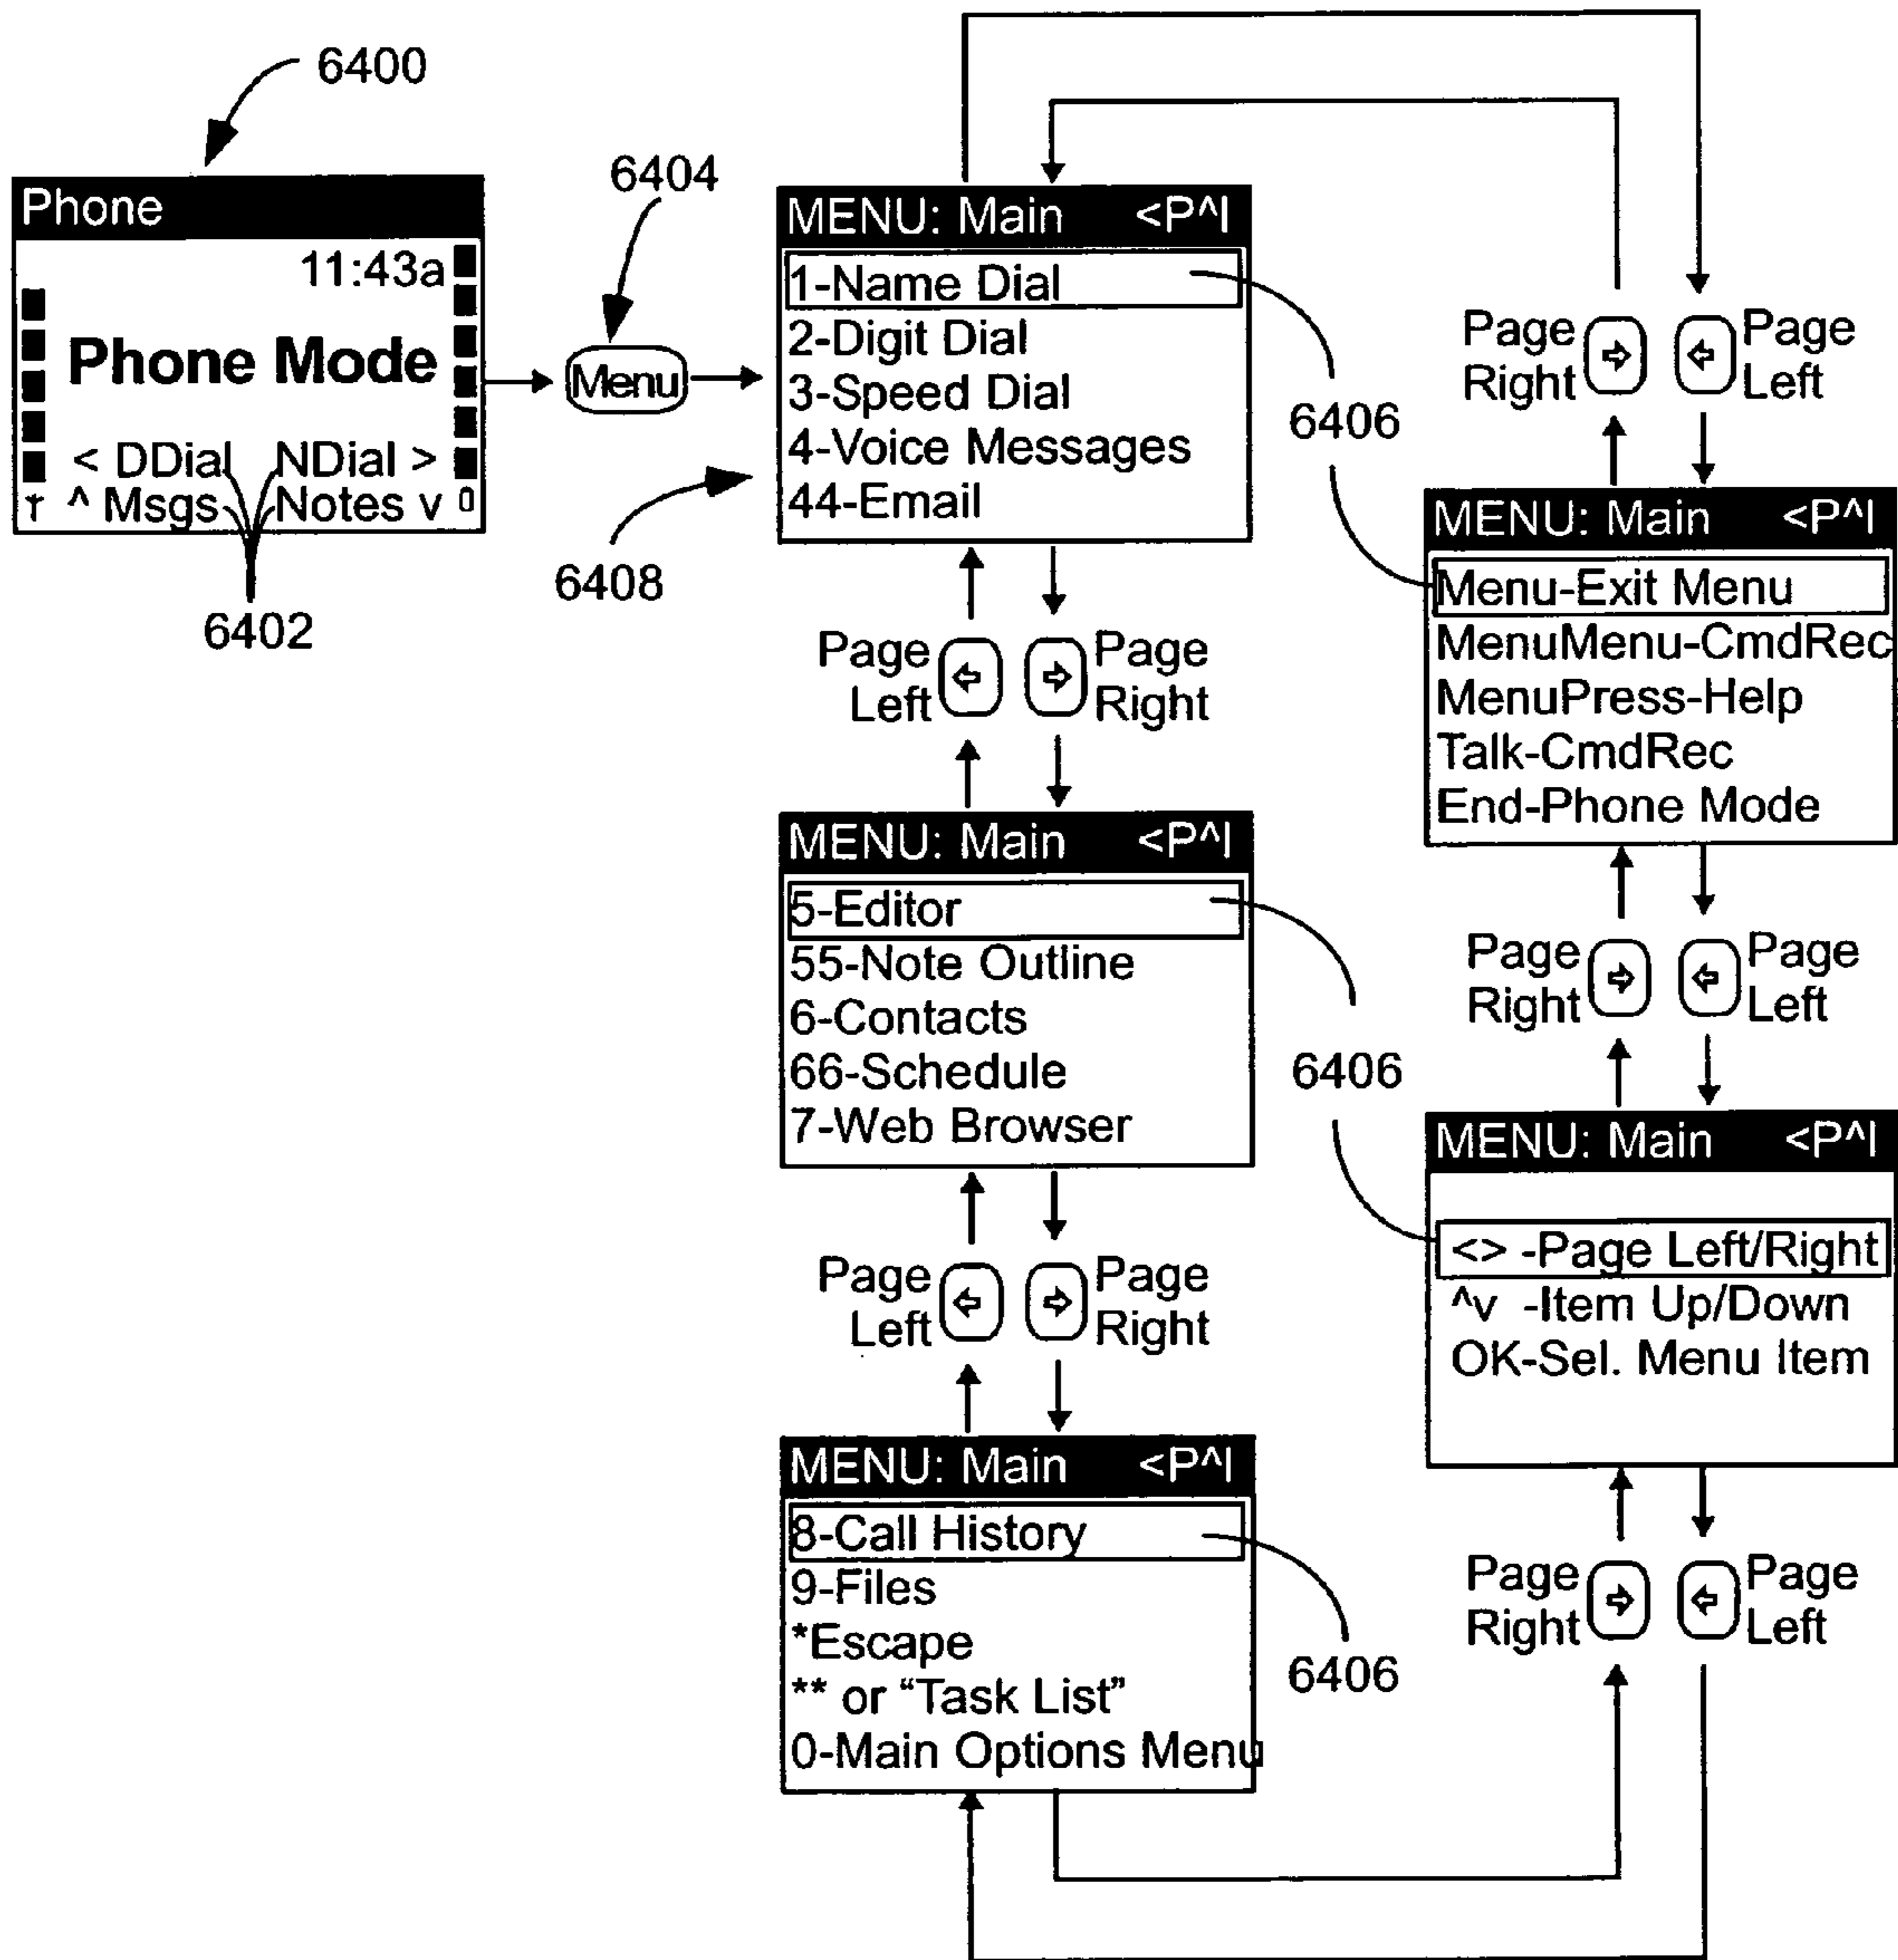 6400
Phone
11:43a
Phone Mode
< DDial NDial >
^ Msgs Notes v
6402
6404
Menu
MENU: Main <P^|
1-Name Dial
2-Digit Dial
3-Speed Dial
4-Voice Messages
44-Email
6408
6406
Page Left
Page Right
MENU: Main <P^|
5-Editor
55-Note Outline
6-Contacts
66-Schedule
7-Web Browser
6406
Page Left
Page Right
MENU: Main <P^|
8-Call History
9-Files
*Escape
** or “Task List”
0-Main Options Menu
6406
Page Right
Page Left
MENU: Main <P^|
Menu-Exit Menu
MenuMenu-CmdRec
MenuPress-Help
Talk-CmdRec
End-Phone Mode
Page Right
Page Left
MENU: Main <P^|
<> -Page Left/Right
^v -Item Up/Down
OK-Sel. Menu Item
Page Right
Page Left